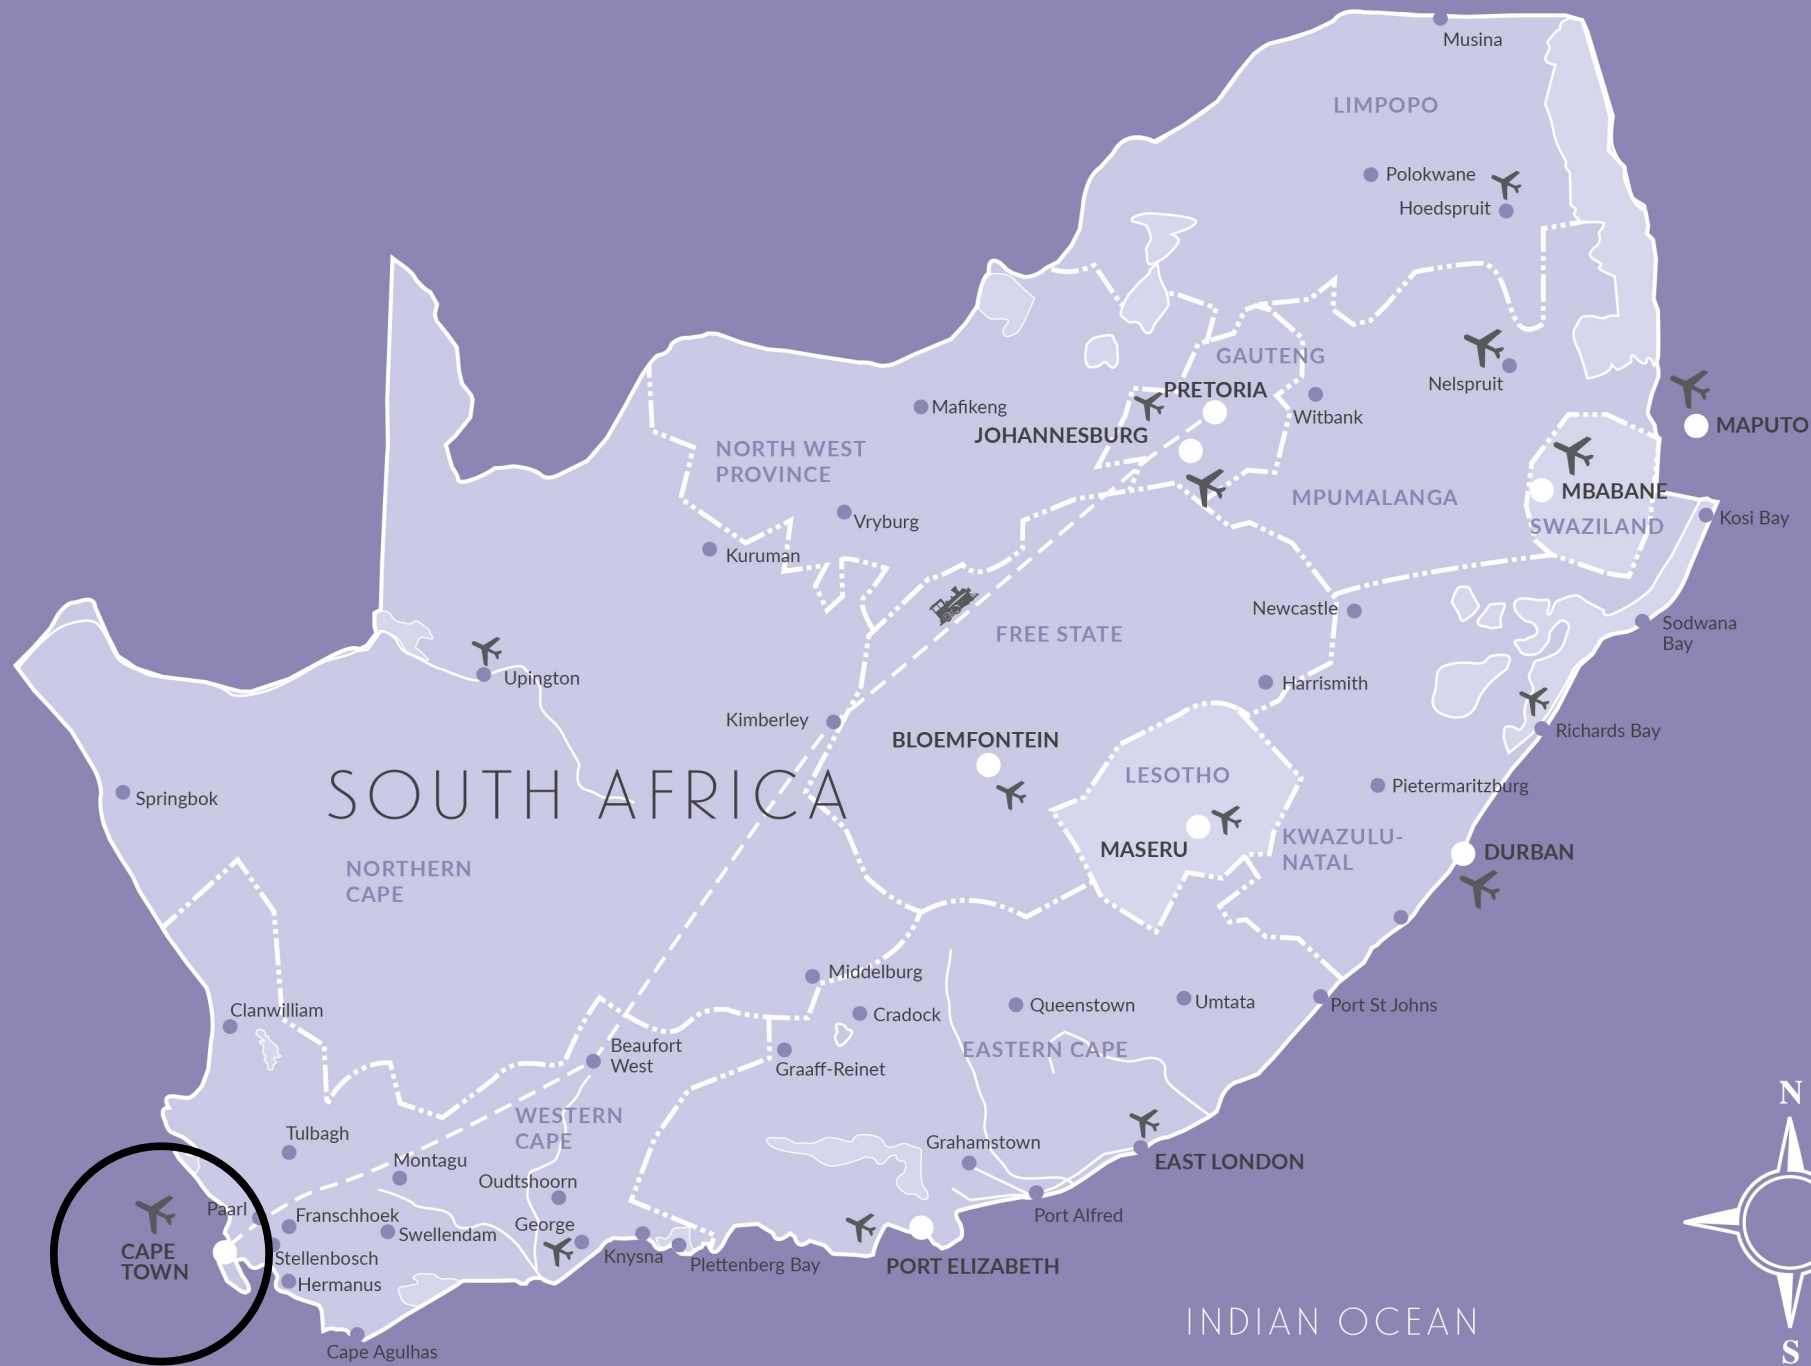 Musina
LIMPOPO
Polokwane
Hoedspruit
GAUTENG
PRETORIA
Nelspruit
Mafikeng
Witbank
JOHANNESBURG
MAPUTO
NORTH WEST
PROVINCE
MPUMALANGA
MBABANE
SWAZILAND
Kosi Bay
Vryburg
Kuruman
Newcastle
Sodwana
Bay
FREE STATE
Upington
Harrismith
Kimberley
BLOEMFONTEIN
Richards Bay
LESOTHO
Pietermaritzburg
SOUTH AFRICA
Springbok
MASERU
KWAZULU-
NATAL
DURBAN
NORTHERN
CAPE
Middelburg
Clanwilliam
Cradock
Queenstown
Umtata
Port St Johns
Beaufort
West
EASTERN CAPE
Graaff-Reinet
N
WESTERN
CAPE
Tulbagh
Grahamstown
Montagu
EAST LONDON
Oudtshoorn
Paarl
Franschhoek
George
Port Alfred
Swellendam
CAPE
TOWN
Stellenbosch
Knysna
Plettenberg Bay
PORT ELIZABETH
Hermanus
INDIAN OCEAN
Cape Agulhas
S